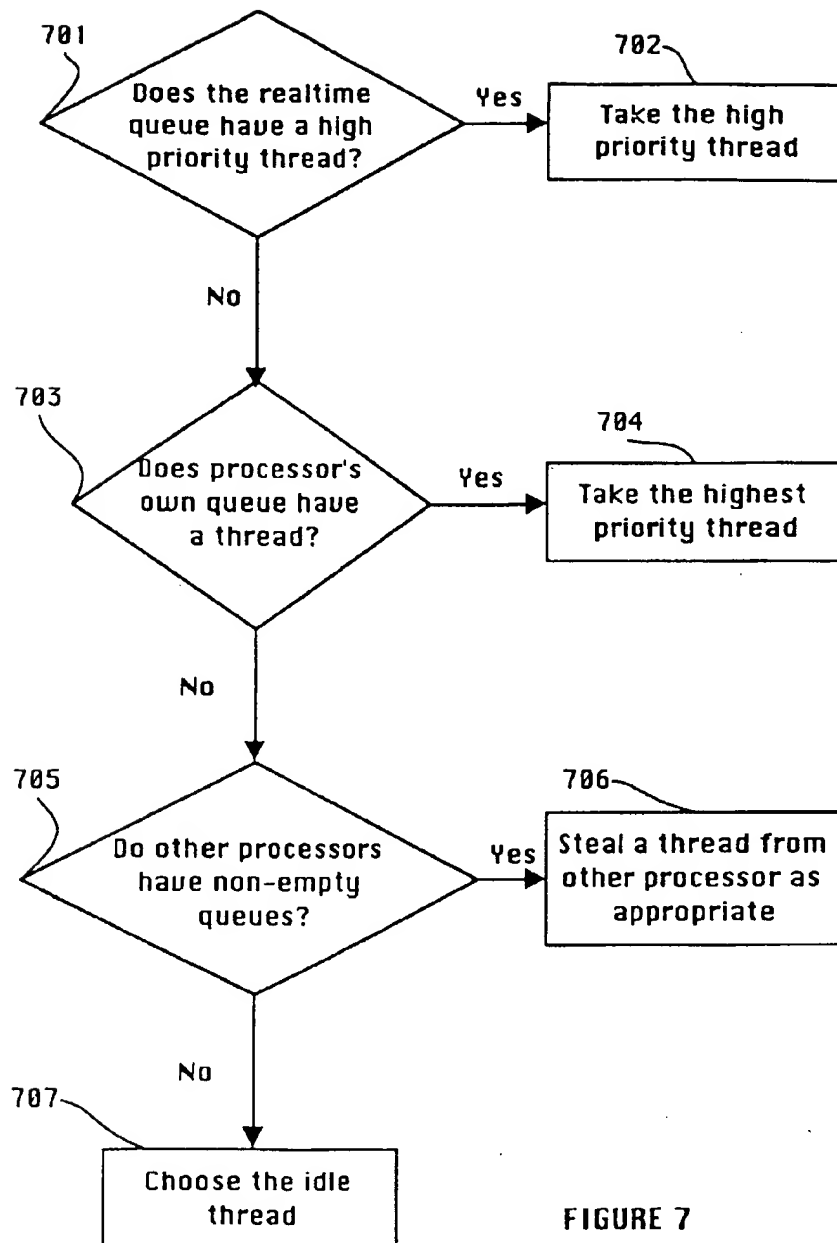 701
Does the realtime
queue have a high
priority thread?
Yes
702
Take the high
priority thread
No
703
Does processor's
own queue have
a thread?
Yes
704
Take the highest
priority thread
No
705
Do other processors
have non-empty
queues?
Yes
706
Steal a thread from
other processor as
appropriate
No
707
Choose the idle
thread
FIGURE 7